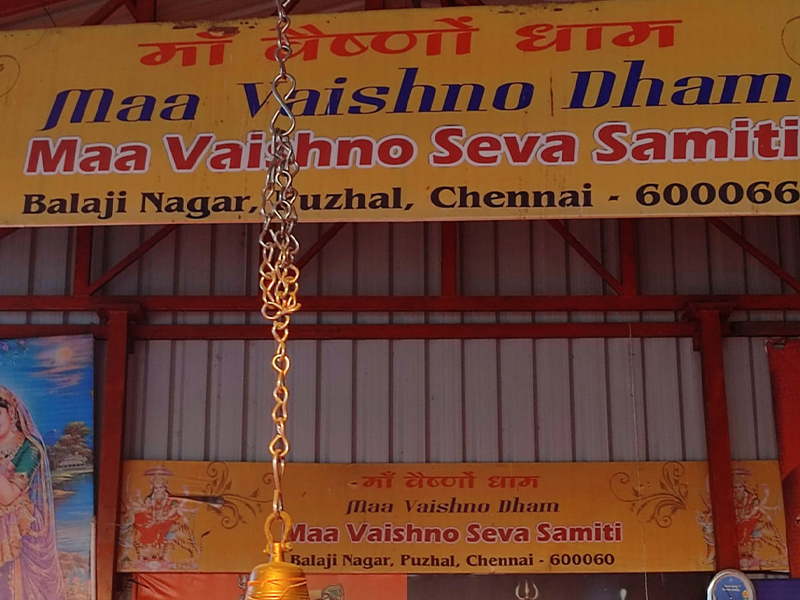 माँ वैष्णों धाम
Maa Vaishno Dham
Maa Vaishno Seva Samiti
Balaji Nagar, Puzhal, Chennai - 600066
माँ वैष्णों धाम
Maa Vaishno Dham
Maa Vaishno Seva Samiti
Balaji Nagar, Puzhal, Chennai - 600060